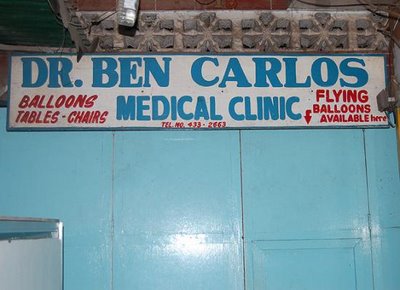 DR. BEN CARLOS
BALLOONS
TABLES - CHAIRS
MEDICAL CLINIC
TEL. NO. 433 - 2663
FLYING
BALLOONS
AVAILABLE here